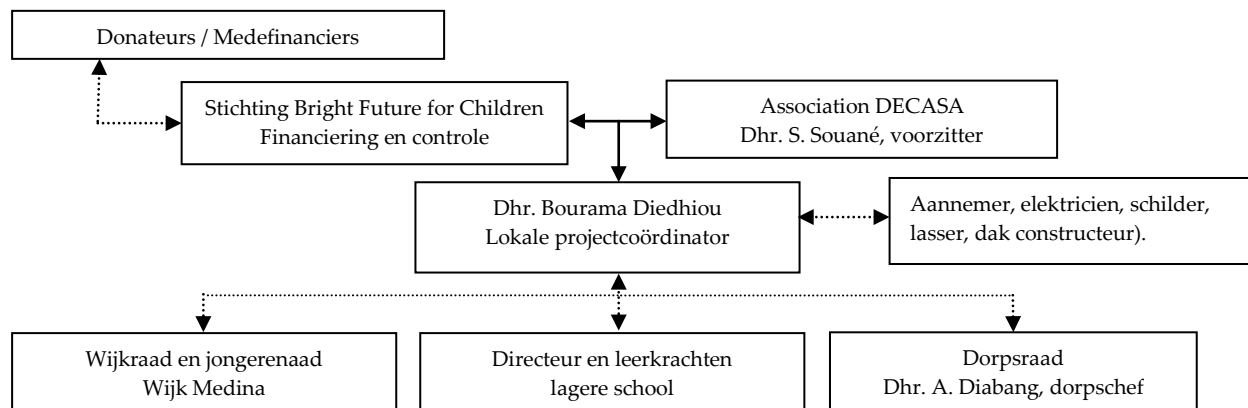 Donateurs / Medefinanciers
Stichting Bright Future for Children
Financiering en controle
Association DECASA
Dhr. S. Souané, voorzitter
Dhr. Bourama Diedhiou
Lokale projectcoördinator
Aannemer, elektricien, schilder,
lasser, dak constructeur).
Wijkraad en jongerenaad
Wijk Medina
Directeur en leerkrachten
lagere school
Dorpsraad
Dhr. A. Diabang, dorpschef